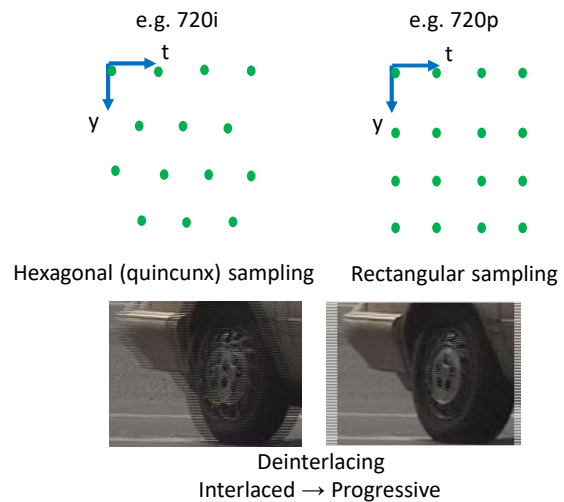 e.g. 720i
e.g. 720p
t
y
t
y
Hexagonal (quincunx) sampling
Rectangular sampling
Deinterlacing
Interlaced → Progressive